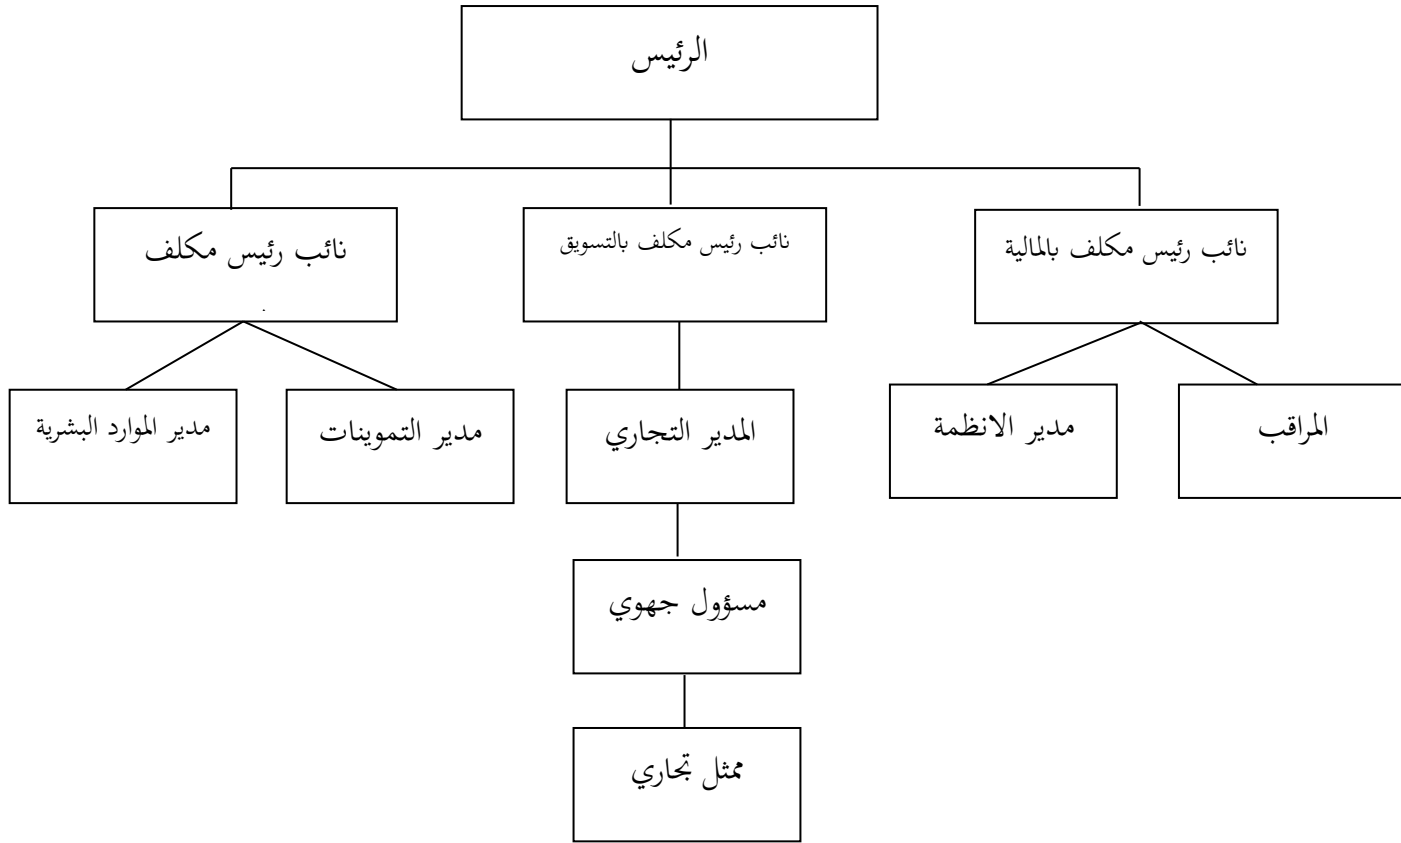 الرئيس
نائب رئيس مكلف بالمالية
نائب رئيس مكلف بالتسويق
نائب رئيس مكلف
المراقب
مدير الانظمة
المدير التجاري
مدير التموينات
مدير الموارد البشرية
مسؤول جهوي
ممثل تجاري